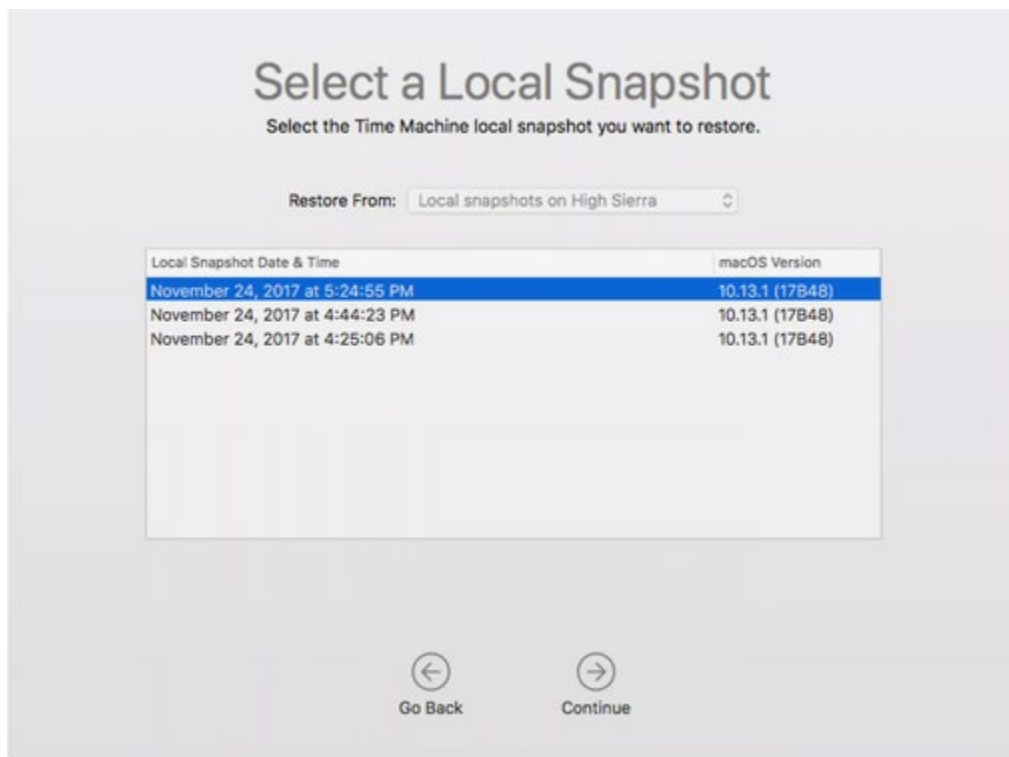 Select a Local Snapshot
Select the Time Machine local snapshot you want to restore.
Restore From: Local snapshots on High Sierra
Local Snapshot Date & Time macOS Version
November 24, 2017 at 5:24:55 PM 10.13.1 (17B48)
November 24, 2017 at 4:44:23 PM 10.13.1 (17B48)
November 24, 2017 at 4:25:06 PM 10.13.1 (17B48)
Go Back Continue